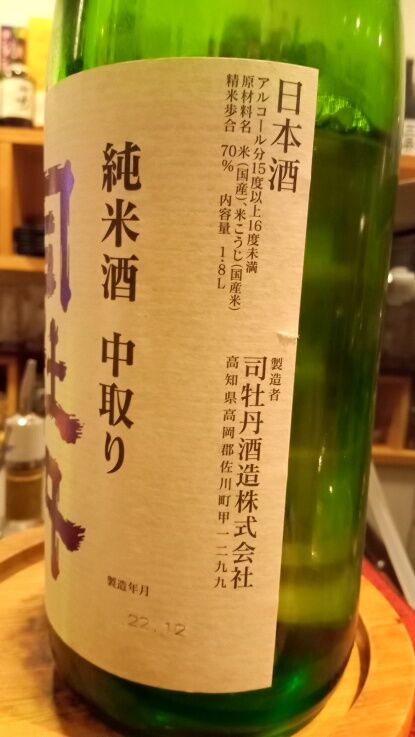 日本酒
アルコール分15度以上16度未満
原材料名 米(国産)、米こうじ(国産米)
精米歩合 70% 内容量 1.8L
製造者
司牡丹酒造株式会社
高知県高岡郡佐川町甲一二九九
純米酒 中取り
製造年月
22.12
司牡丹